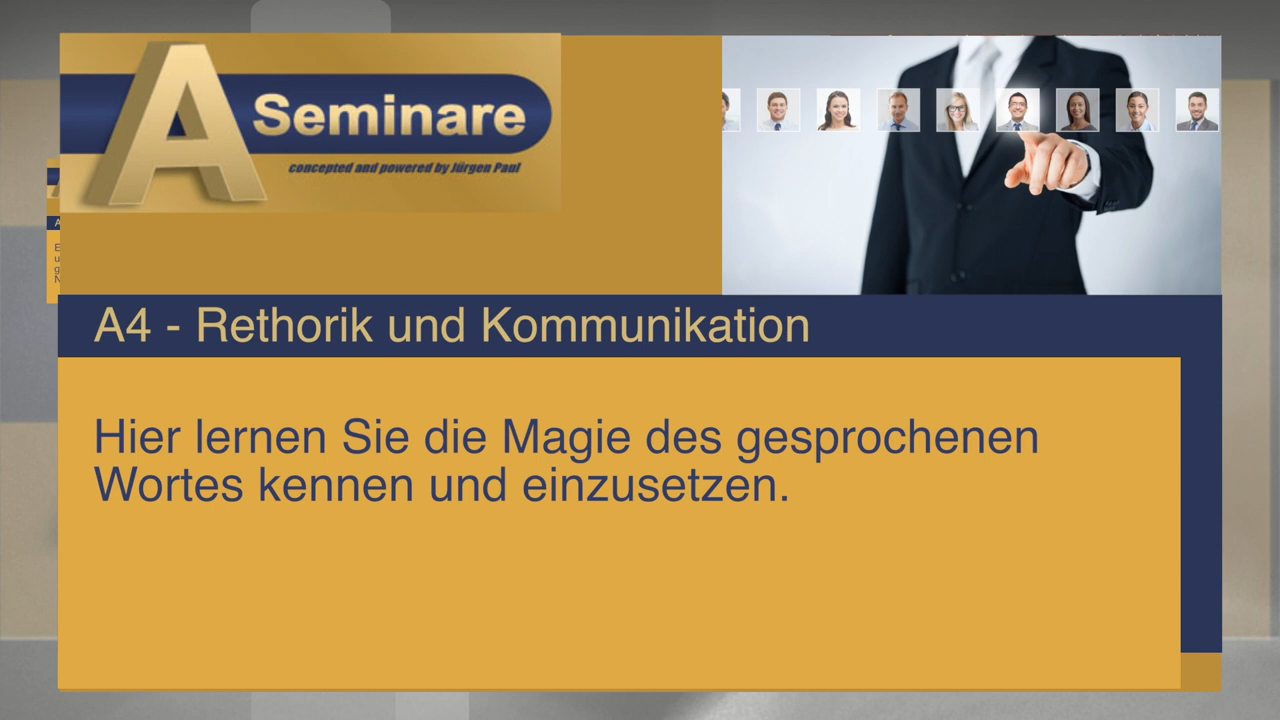 A Seminare
concepted and powered by Jürgen Paul
A4 - Rethorik und Kommunikation
Hier lernen Sie die Magie des gesprochenen
Wortes kennen und einzusetzen.